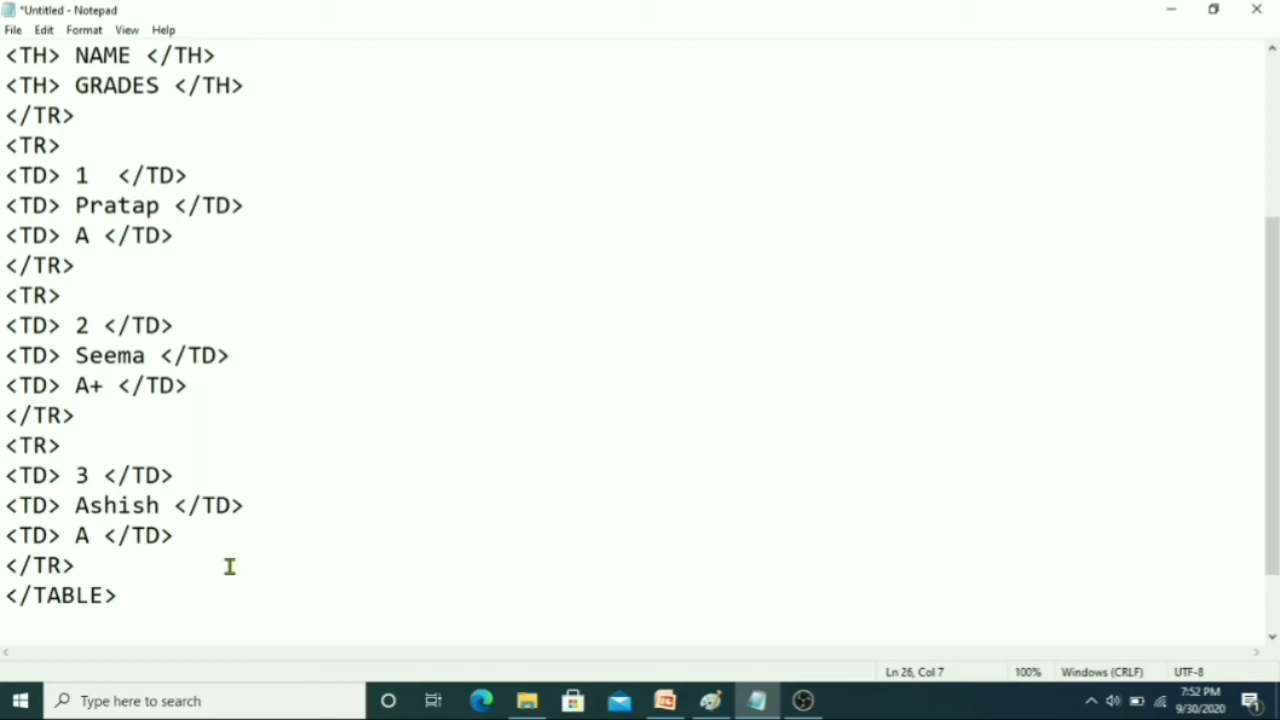 *Untitled - Notepad
File Edit Format View Help
<TH> NAME </TH>
<TH> GRADES </TH>
</TR>
<TR>
<TD> 1  </TD>
<TD> Pratap </TD>
<TD> A </TD>
</TR>
<TR>
<TD> 2 </TD>
<TD> Seema </TD>
<TD> A+ </TD>
</TR>
<TR>
<TD> 3 </TD>
<TD> Ashish </TD>
<TD> A </TD>
</TR>
</TABLE>
Ln 26, Col 7 100% Windows (CRLF) UTF-8
Type here to search
7:52 PM
9/30/2020